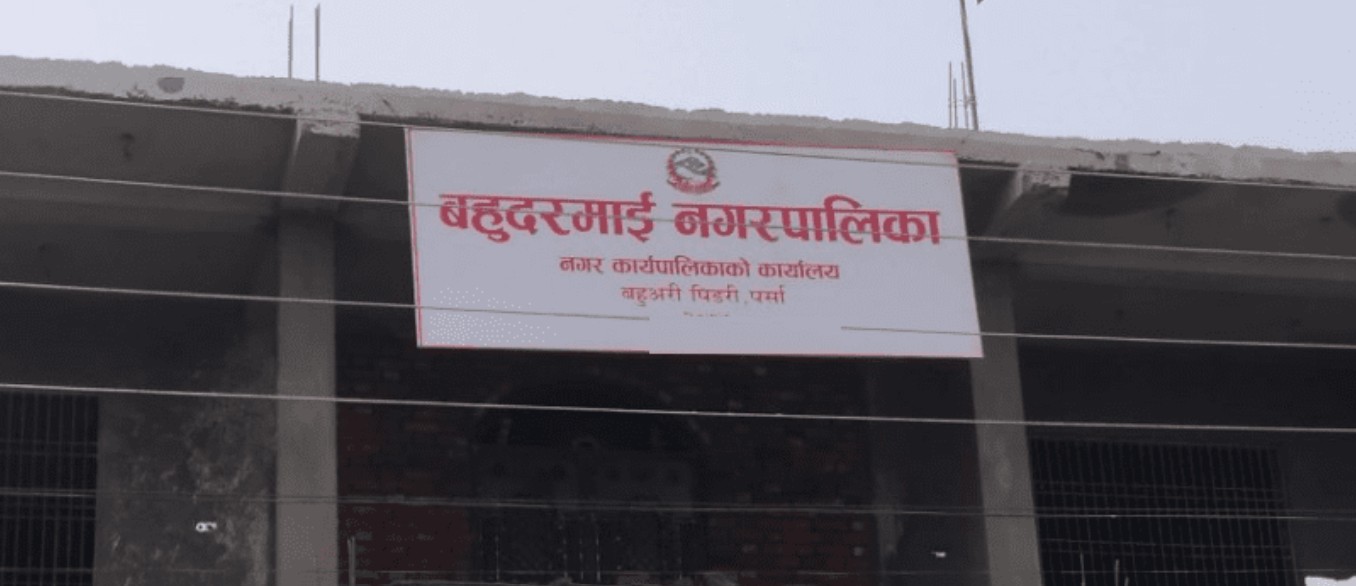 बहुदरमाई नगरपालिका
नगर कार्यपालिकाको कार्यालय
बहुअरी पिडरी ,पर्सा